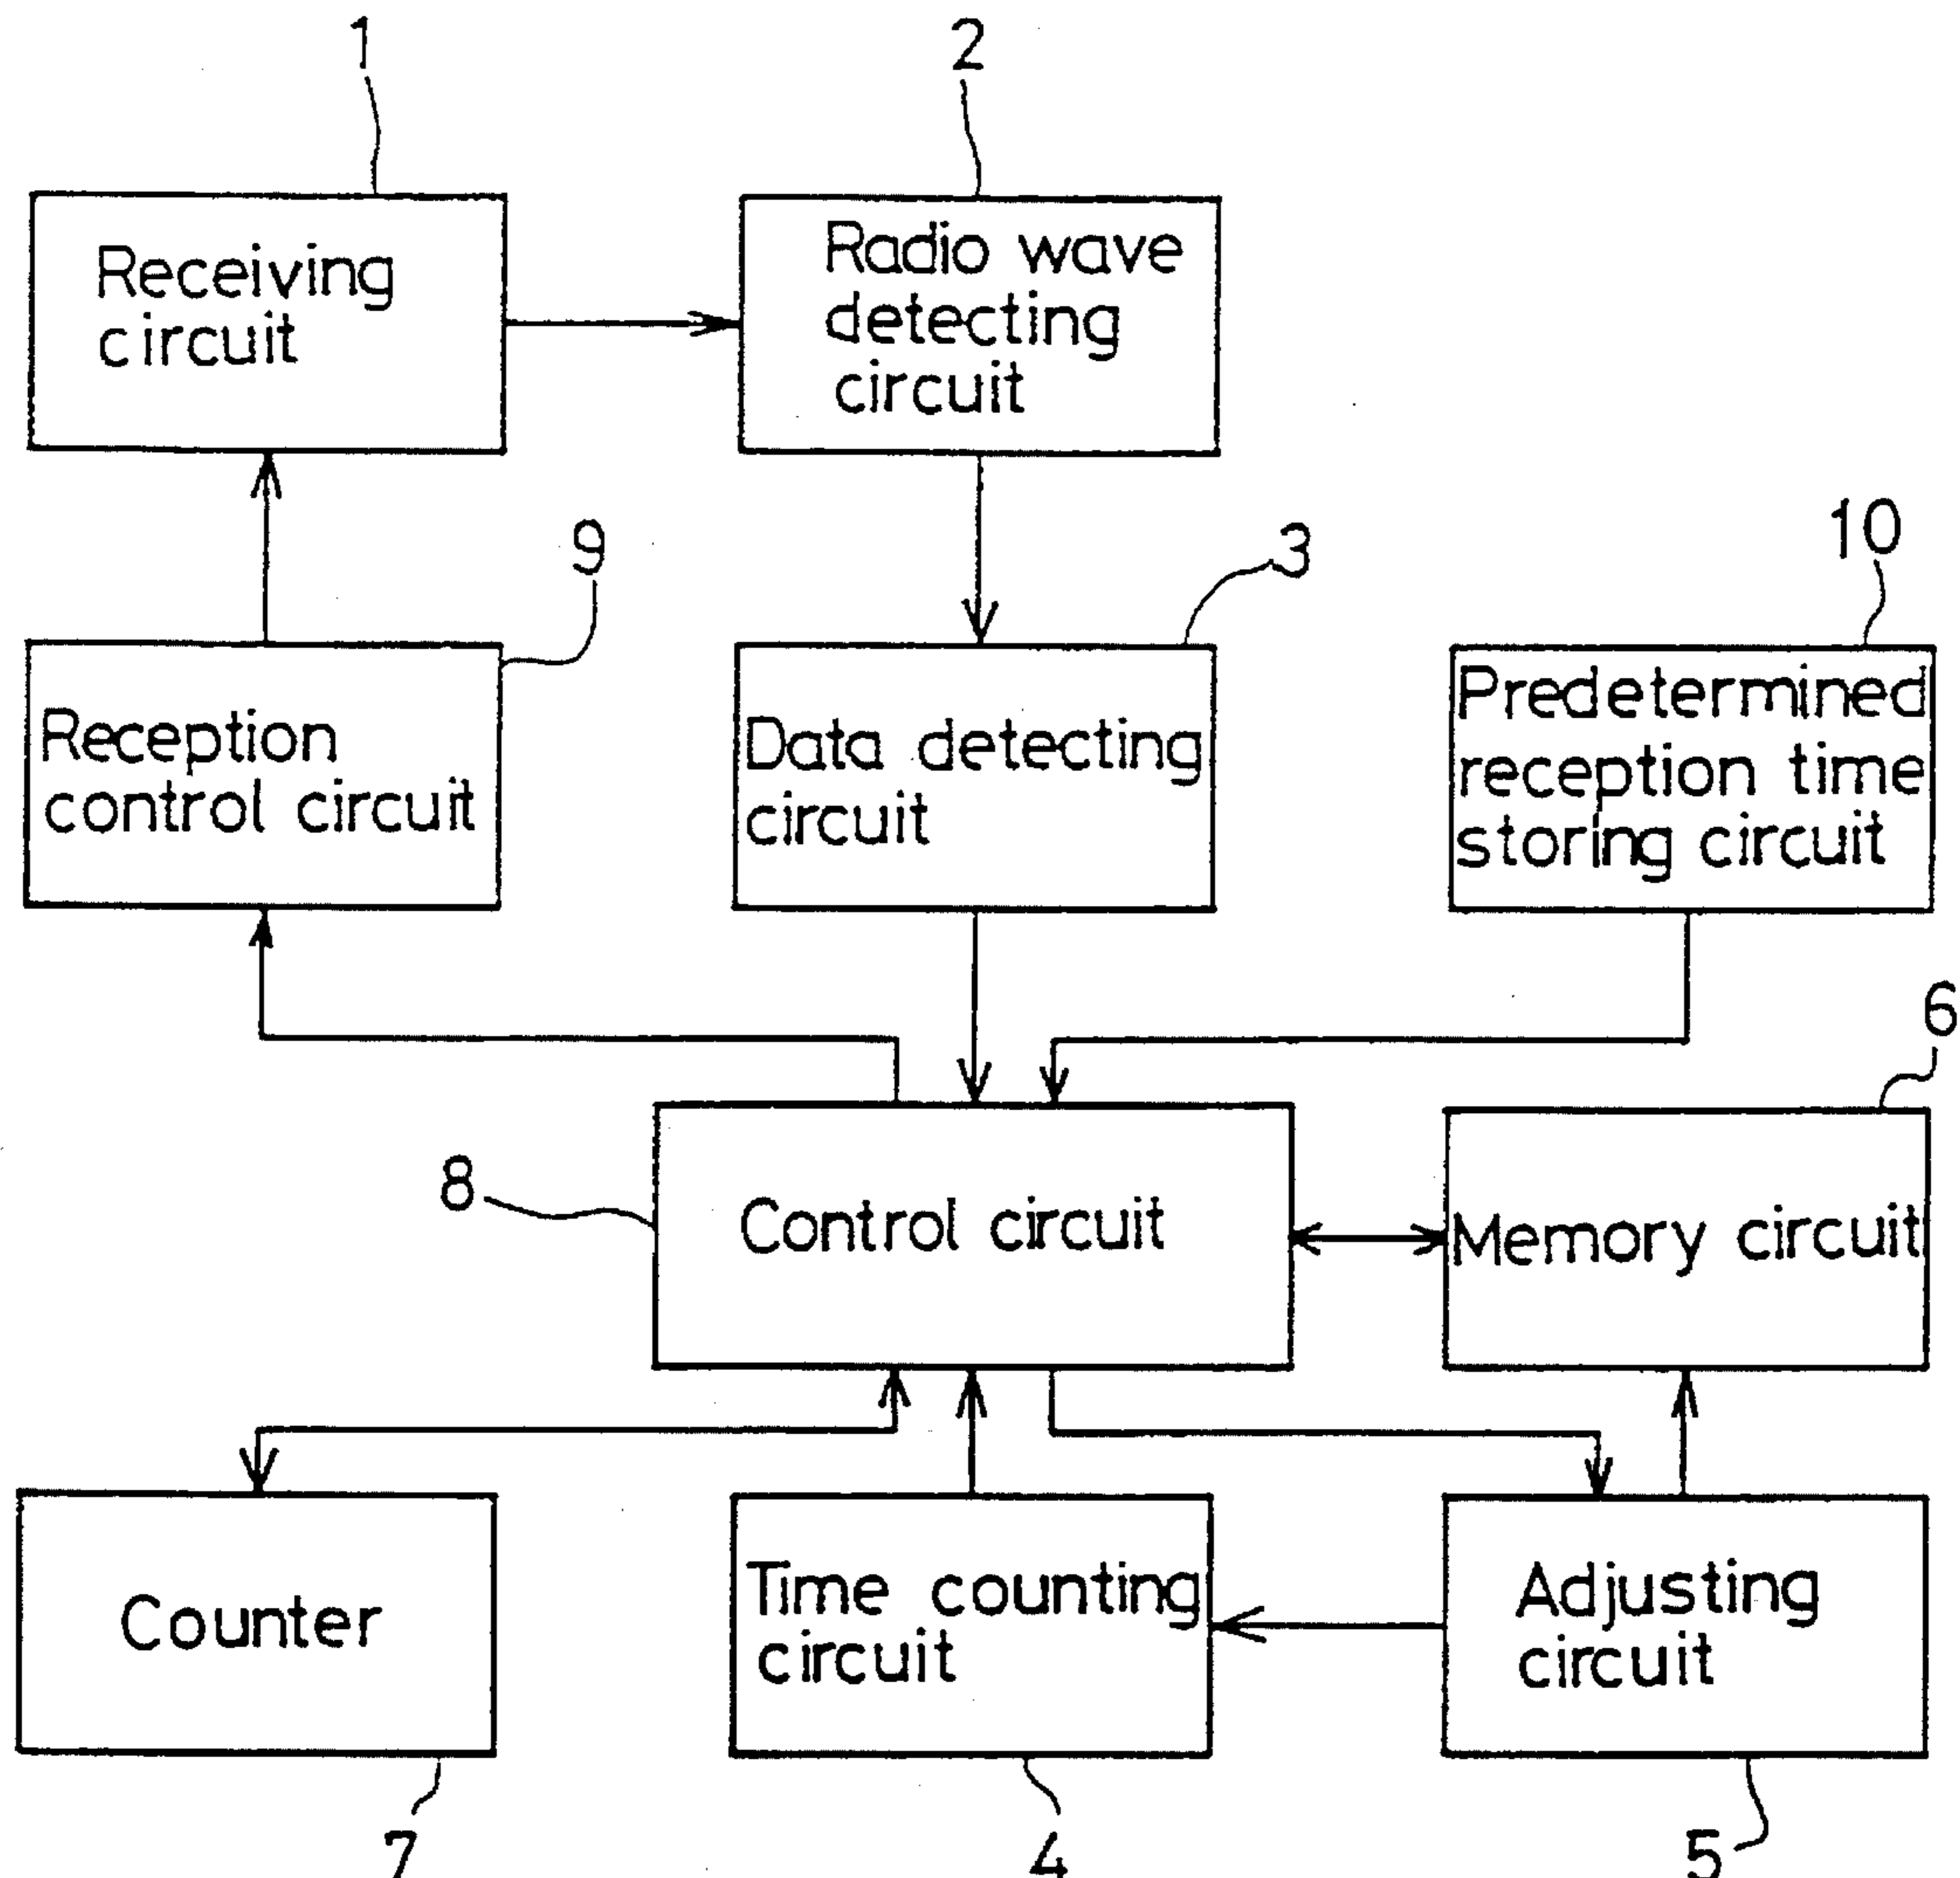 1
2
Receiving
circuit
Radio wave
detecting
circuit
9
3
10
Reception
control circuit
Data detecting
circuit
Predetermined
reception time
storing circuit
6
8
Control circuit
Memory circuit
Counter
Time counting
circuit
Adjusting
circuit
7
4
5